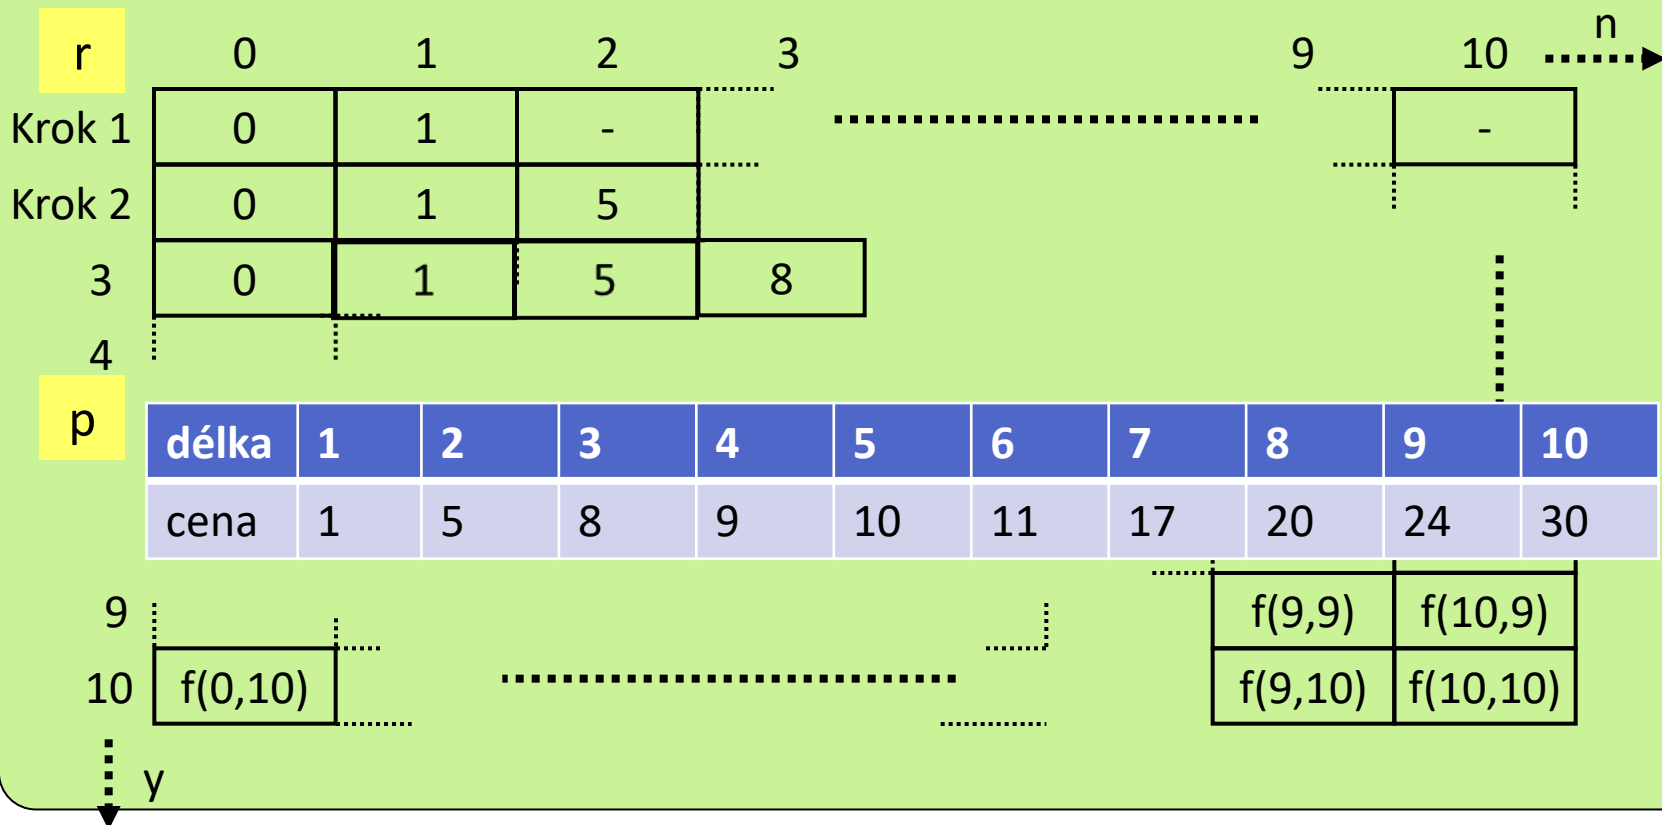 n
r 0 1 2 3 9 10
Krok 1 0 1 - -
Krok 2 0 1 5
3 0 1 5 8
4
p
délka 1 2 3 4 5 6 7 8 9 10
cena 1 5 8 9 10 11 17 20 24 30
9 f(9,9) f(10,9)
10 f(0,10) f(9,10) f(10,10)
y